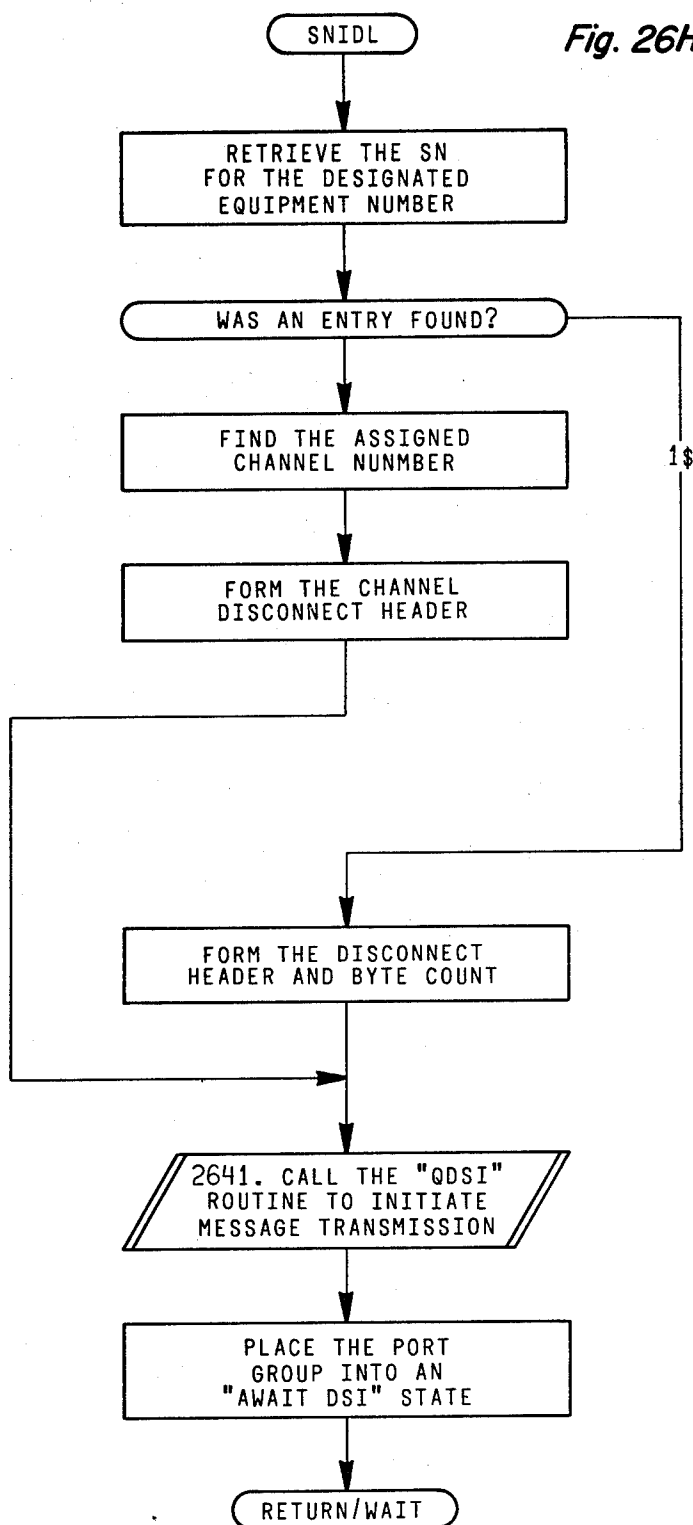 SNIDL
Fig. 26H
RETRIEVE THE SN
FOR THE DESIGNATED
EQUIPMENT NUMBER
WAS AN ENTRY FOUND?
FIND THE ASSIGNED
CHANNEL NUNMBER
1$
FORM THE CHANNEL
DISCONNECT HEADER
FORM THE DISCONNECT
HEADER AND BYTE COUNT
2641. CALL THE "QDSI"
ROUTINE TO INITIATE
MESSAGE TRANSMISSION
PLACE THE PORT
GROUP INTO AN
"AWAIT DSI" STATE
RETURN/WAIT